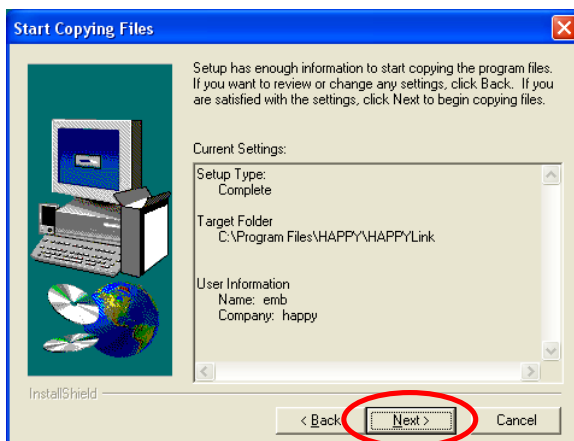 Start Copying Files
Setup has enough information to start copying the program files.
If you want to review or change any settings, click Back.  If you
are satisfied with the settings, click Next to begin copying files.
Current Settings:
Setup Type:
Complete
Target Folder
C:\Program Files\HAPPY\HAPPYLink
User Information
Name:  emb
Company:  happy
InstallShield
< Back
Next >
Cancel